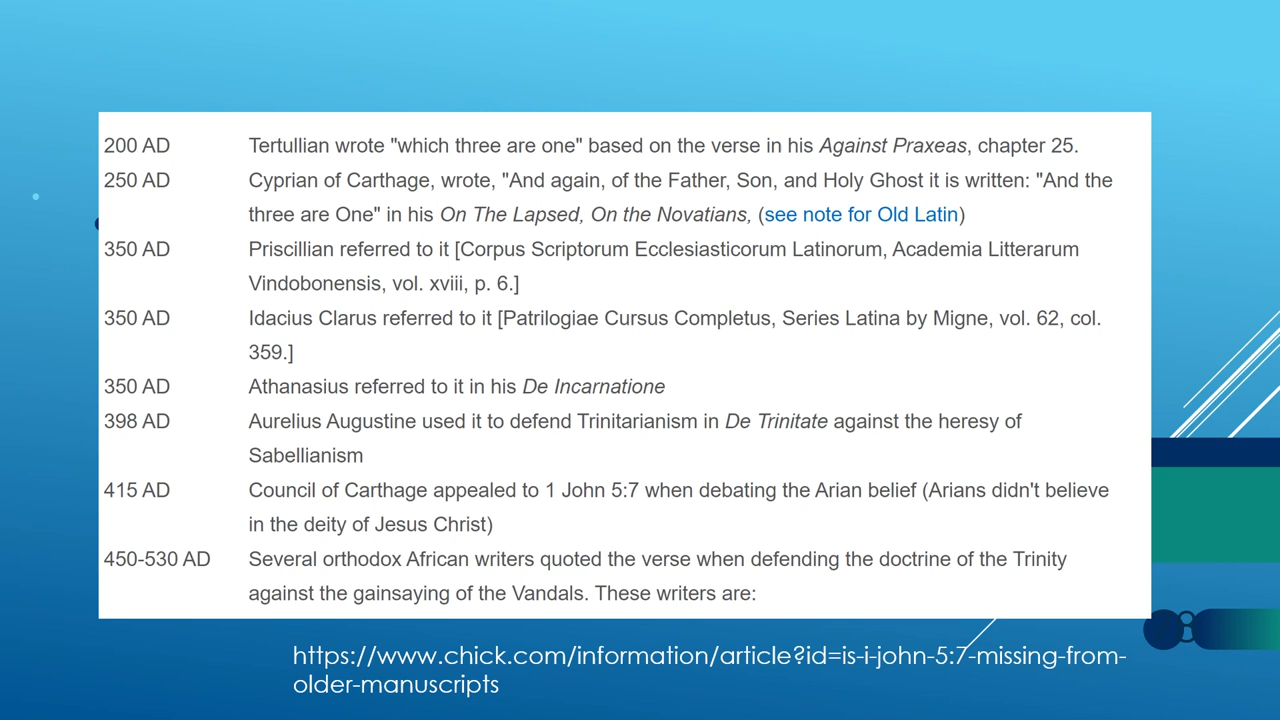 200 AD Tertullian wrote "which three are one" based on the verse in his Against Praxeas, chapter 25.
250 AD Cyprian of Carthage, wrote, "And again, of the Father, Son, and Holy Ghost it is written: "And the
three are One" in his On The Lapsed, On the Novatians, (see note for Old Latin)
350 AD Priscillian referred to it [Corpus Scriptorum Ecclesiasticorum Latinorum, Academia Litterarum
Vindobonensis, vol. xviii, p. 6.]
350 AD Idacius Clarus referred to it [Patrilogiae Cursus Completus, Series Latina by Migne, vol. 62, col.
359.]
350 AD Athanasius referred to it in his De Incarnatione
398 AD Aurelius Augustine used it to defend Trinitarianism in De Trinitate against the heresy of
Sabellianism
415 AD Council of Carthage appealed to 1 John 5:7 when debating the Arian belief (Arians didn't believe
in the deity of Jesus Christ)
450-530 AD Several orthodox African writers quoted the verse when defending the doctrine of the Trinity
against the gainsaying of the Vandals. These writers are:
https://www.chick.com/information/article?id=is-i-john-5:7-missing-from-
older-manuscripts